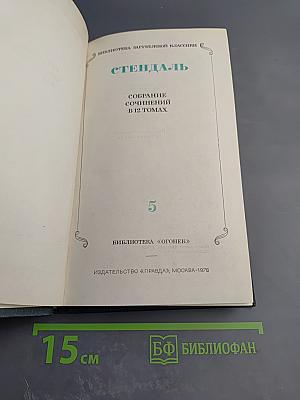 БИБЛИОТЕКА ЗАРУБЕЖНОЙ КЛАССИКИ
СТЕНДАЛЬ
СОБРАНИЕ
СОЧИНЕНИЙ
В 12 ТОМАХ
5
БИБЛИОТЕКА «ОГОНЕК»
ИЗДАТЕЛЬСТВО «ПРАВДА», МОСКВА–1978
15 см
БФ БИБЛИОФАН